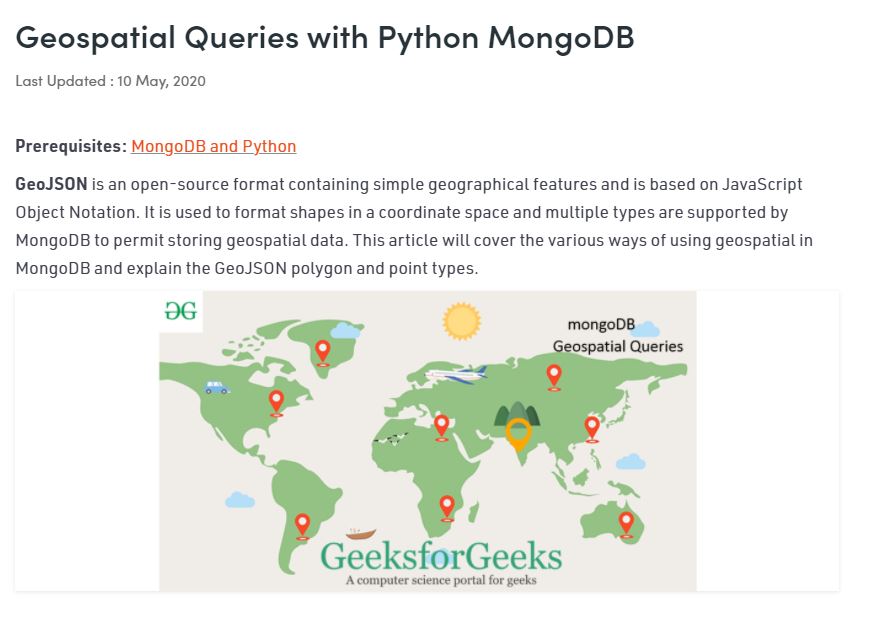 Geospatial Queries with Python MongoDB
Last Updated : 10 May, 2020
Prerequisites: MongoDB and Python
GeoJSON is an open-source format containing simple geographical features and is based on JavaScript
Object Notation. It is used to format shapes in a coordinate space and multiple types are supported by
MongoDB to permit storing geospatial data. This article will cover the various ways of using geospatial in
MongoDB and explain the GeoJSON polygon and point types.
mongoDB
Geospatial Queries
GeeksforGeeks
A computer science portal for geeks